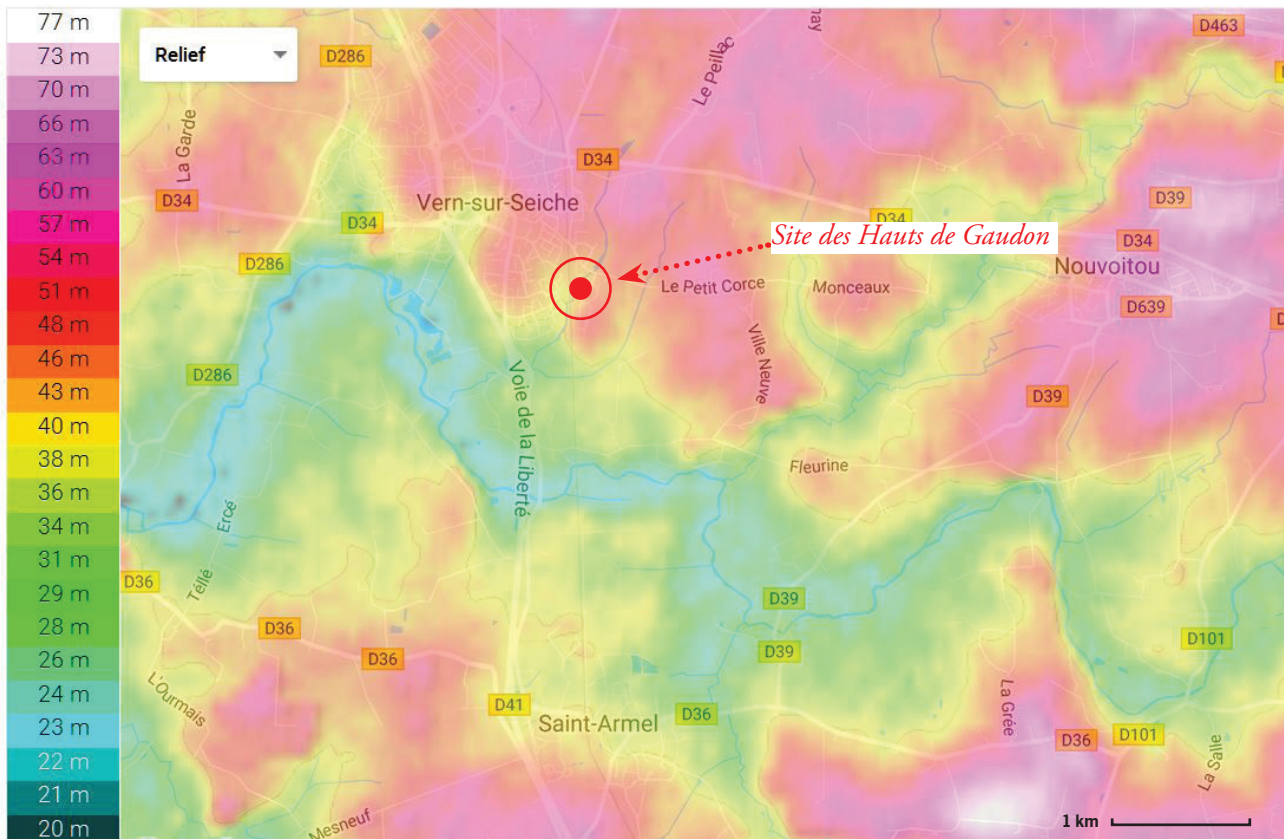 77 m
73 m
70 m
66 m
63 m
60 m
57 m
54 m
51 m
48 m
46 m
43 m
40 m
38 m
36 m
34 m
31 m
29 m
28 m
26 m
24 m
23 m
22 m
21 m
20 m
Relief
D286
Le Peillac
D463
La Garde
D34
D34
Vern-sur-Seiche
D34
D34
D39
D34
Site des Hauts de Gaudon
D286
Le Petit Corce
Monceaux
Nouvoitou
D639
D286
Voie de la Liberté
Ville Neuve
D39
Fleurine
Ercé
Téllé
D36
D39
D36
D36
D39
D101
L'Ourmais
D41
Saint-Armel
D36
La Grée
D36
D101
La Salle
Mesneuf
1 km